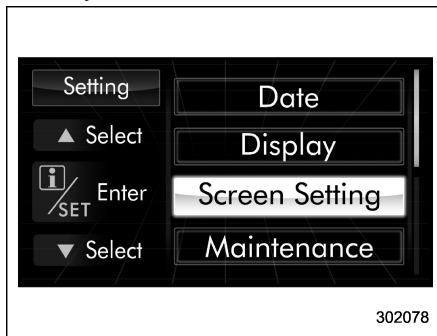 Setting
▲ Select
i/SET Enter
▼ Select
Date
Display
Screen Setting
Maintenance
302078